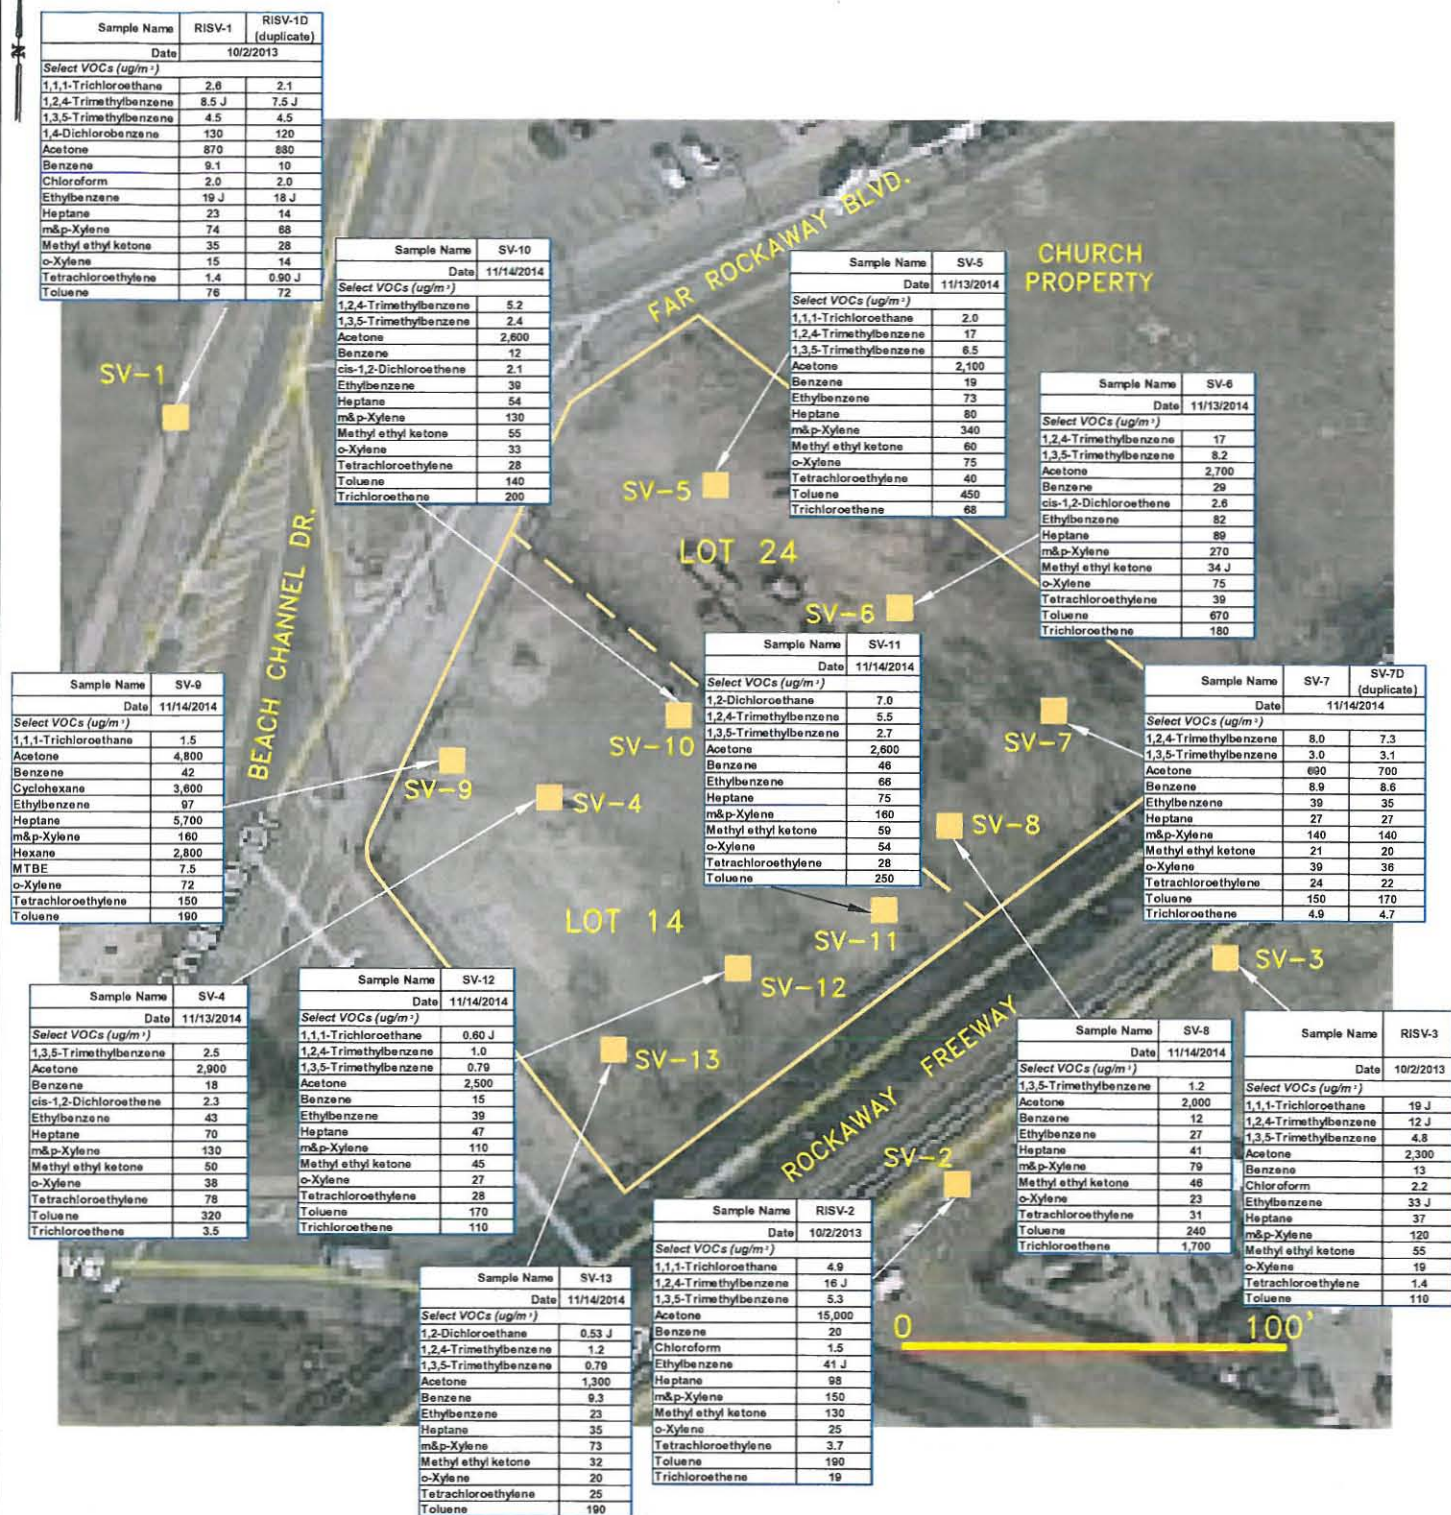 N
Sample Name RISV-1 RISV-1D (duplicate)
Date 10/2/2013
Select VOCs (ug/m³)
1,1,1-Trichloroethane 2.6 2.1
1,2,4-Trimethylbenzene 8.5 J 7.5 J
1,3,5-Trimethylbenzene 4.5 4.5
1,4-Dichlorobenzene 130 120
Acetone 870 880
Benzene 9.1 10
Chloroform 2.0 2.0
Ethylbenzene 19 J 18 J
Heptane 23 14
m&p-Xylene 74 68
Methyl ethyl ketone 35 28
o-Xylene 15 14
Tetrachloroethylene 1.4 0.90 J
Toluene 76 72
Sample Name SV-10
Date 11/14/2014
Select VOCs (ug/m³)
1,2,4-Trimethylbenzene 5.2
1,3,5-Trimethylbenzene 2.4
Acetone 2,600
Benzene 12
cis-1,2-Dichloroethene 2.1
Ethylbenzene 39
Heptane 54
m&p-Xylene 130
Methyl ethyl ketone 55
o-Xylene 33
Tetrachloroethylene 28
Toluene 140
Trichloroethene 200
Sample Name SV-5
Date 11/13/2014
Select VOCs (ug/m³)
1,1,1-Trichloroethane 2.0
1,2,4-Trimethylbenzene 17
1,3,5-Trimethylbenzene 6.5
Acetone 2,100
Benzene 19
Ethylbenzene 73
Heptane 80
m&p-Xylene 340
Methyl ethyl ketone 60
o-Xylene 75
Tetrachloroethylene 40
Toluene 450
Trichloroethene 68
Sample Name SV-6
Date 11/13/2014
Select VOCs (ug/m³)
1,2,4-Trimethylbenzene 17
1,3,5-Trimethylbenzene 8.2
Acetone 2,700
Benzene 29
cis-1,2-Dichloroethene 2.6
Ethylbenzene 82
Heptane 89
m&p-Xylene 270
Methyl ethyl ketone 34 J
o-Xylene 75
Tetrachloroethylene 39
Toluene 670
Trichloroethene 180
FAR ROCKAWAY BLVD.
CHURCH
PROPERTY
SV-1
SV-5
LOT 24
SV-6
BEACH CHANNEL DR.
Sample Name SV-11
Date 11/14/2014
Select VOCs (ug/m³)
1,2-Dichloroethane 7.0
1,2,4-Trimethylbenzene 5.5
1,3,5-Trimethylbenzene 2.7
Acetone 2,600
Benzene 46
Ethylbenzene 66
Heptane 75
m&p-Xylene 160
Methyl ethyl ketone 59
o-Xylene 54
Tetrachloroethylene 28
Toluene 250
Sample Name SV-7 SV-7D (duplicate)
Date 11/14/2014
Select VOCs (ug/m³)
1,2,4-Trimethylbenzene 8.0 7.3
1,3,5-Trimethylbenzene 3.0 3.1
Acetone 690 700
Benzene 8.9 8.6
Ethylbenzene 39 35
Heptane 27 27
m&p-Xylene 140 140
Methyl ethyl ketone 21 20
o-Xylene 39 36
Tetrachloroethylene 24 22
Toluene 150 170
Trichloroethene 4.9 4.7
Sample Name SV-9
Date 11/14/2014
Select VOCs (ug/m³)
1,1,1-Trichloroethane 1.5
Acetone 4,800
Benzene 42
Cyclohexane 3,600
Ethylbenzene 97
Heptane 5,700
m&p-Xylene 160
Hexane 2,800
MTBE 7.5
o-Xylene 72
Tetrachloroethylene 150
Toluene 190
SV-10
SV-7
SV-9
SV-4
SV-8
LOT 14
SV-11
SV-3
SV-12
SV-13
ROCKAWAY FREEWAY
SV-2
Sample Name SV-4
Date 11/13/2014
Select VOCs (ug/m³)
1,3,5-Trimethylbenzene 2.5
Acetone 2,900
Benzene 18
cis-1,2-Dichloroethene 2.3
Ethylbenzene 43
Heptane 70
m&p-Xylene 130
Methyl ethyl ketone 50
o-Xylene 38
Tetrachloroethylene 78
Toluene 320
Trichloroethene 3.5
Sample Name SV-12
Date 11/14/2014
Select VOCs (ug/m³)
1,1,1-Trichloroethane 0.60 J
1,2,4-Trimethylbenzene 1.0
1,3,5-Trimethylbenzene 0.79
Acetone 2,500
Benzene 15
Ethylbenzene 39
Heptane 47
m&p-Xylene 110
Methyl ethyl ketone 45
o-Xylene 27
Tetrachloroethylene 28
Toluene 170
Trichloroethene 110
Sample Name SV-8
Date 11/14/2014
Select VOCs (ug/m³)
1,3,5-Trimethylbenzene 1.2
Acetone 2,000
Benzene 12
Ethylbenzene 27
Heptane 41
m&p-Xylene 79
Methyl ethyl ketone 46
o-Xylene 23
Tetrachloroethylene 31
Toluene 240
Trichloroethene 1,700
Sample Name RISV-3
Date 10/2/2013
Select VOCs (ug/m³)
1,1,1-Trichloroethane 19 J
1,2,4-Trimethylbenzene 12 J
1,3,5-Trimethylbenzene 4.8
Acetone 2,300
Benzene 13
Chloroform 2.2
Ethylbenzene 33 J
Heptane 37
m&p-Xylene 120
Methyl ethyl ketone 55
o-Xylene 19
Tetrachloroethylene 1.4
Toluene 110
Sample Name RISV-2
Date 10/2/2013
Select VOCs (ug/m³)
1,1,1-Trichloroethane 4.9
1,2,4-Trimethylbenzene 16 J
1,3,5-Trimethylbenzene 5.3
Acetone 15,000
Benzene 20
Chloroform 1.5
Ethylbenzene 41 J
Heptane 98
m&p-Xylene 150
Methyl ethyl ketone 130
o-Xylene 25
Tetrachloroethylene 3.7
Toluene 190
Trichloroethene 19
Sample Name SV-13
Date 11/14/2014
Select VOCs (ug/m³)
1,2-Dichloroethane 0.53 J
1,2,4-Trimethylbenzene 1.2
1,3,5-Trimethylbenzene 0.79
Acetone 1,300
Benzene 9.3
Ethylbenzene 23
Heptane 35
m&p-Xylene 73
Methyl ethyl ketone 32
o-Xylene 20
Tetrachloroethylene 25
Toluene 190
0 100'